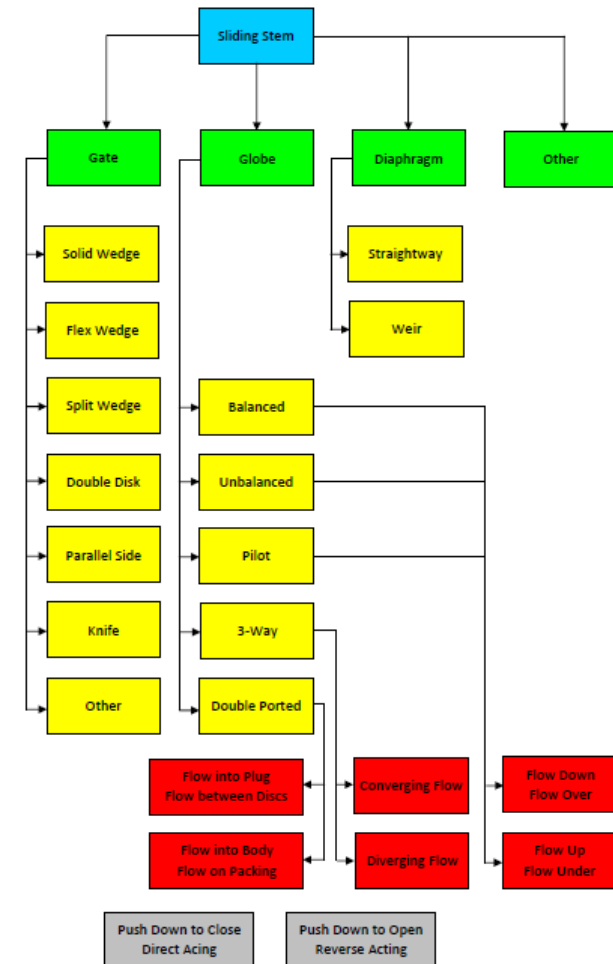 Sliding Stem
Gate
Globe
Diaphragm
Other
Solid Wedge
Straightway
Flex Wedge
Weir
Split Wedge
Balanced
Double Disk
Unbalanced
Parallel Side
Pilot
Knife
3-Way
Other
Double Ported
Flow into Plug
Flow between Discs
Converging Flow
Flow Down
Flow Over
Flow into Body
Flow on Packing
Diverging Flow
Flow Up
Flow Under
Push Down to Close
Direct Acing
Push Down to Open
Reverse Acting